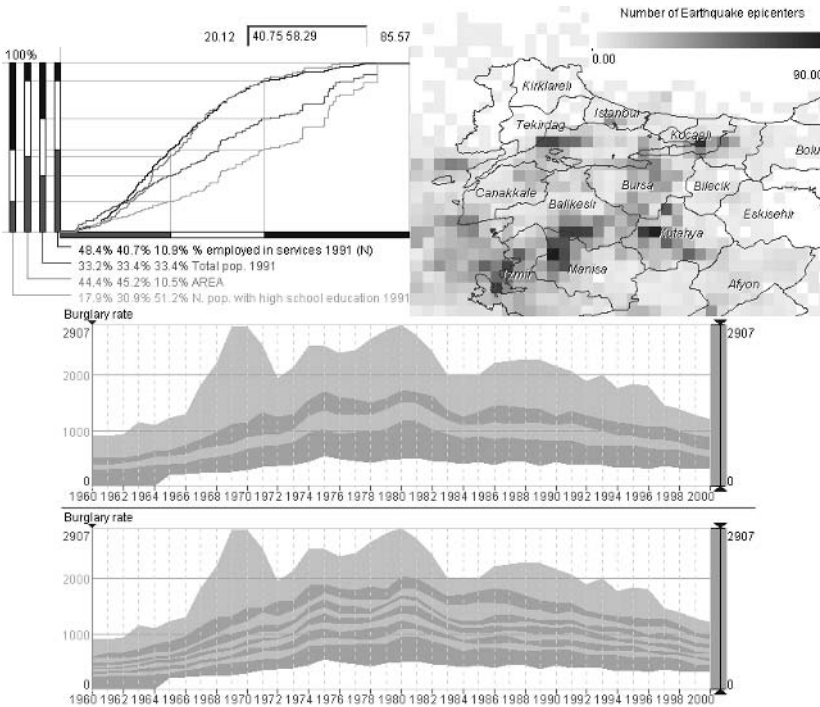 20.12 40.75 58.29 85.57
100%
48.4% 40.7% 10.9% % employed in services 1991 (N)
33.2% 33.4% 33.4% Total pop. 1991
44.4% 45.2% 10.5% AREA
17.9% 30.9% 51.2% N. pop. with high school education 1991
Number of Earthquake epicenters
0.00 90.00
Kirklareli
Tekirdag
Istanbul
Kocaeli
Bolu
Canakkale
Bursa
Bilecik
Balikesir
Eskisehir
Kutahya
Izmir
Manisa
Afyon
Burglary rate
2907 2907
2000
1000
0 0
1960 1962 1964 1966 1968 1970 1972 1974 1976 1978 1980 1982 1984 1986 1988 1990 1992 1994 1996 1998 2000
Burglary rate
2907 2907
2000
1000
0 0
1960 1962 1964 1966 1968 1970 1972 1974 1976 1978 1980 1982 1984 1986 1988 1990 1992 1994 1996 1998 2000